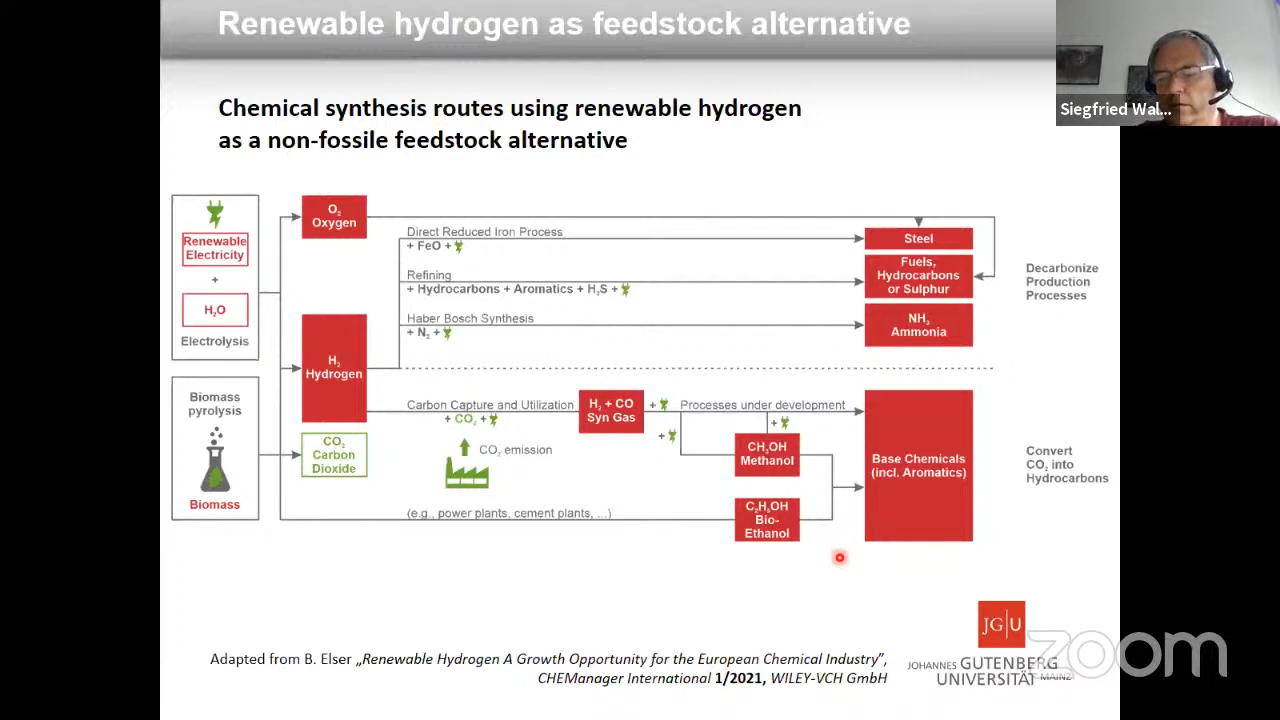 Renewable hydrogen as feedstock alternative
Siegfried Wal...
Chemical synthesis routes using renewable hydrogen
as a non-fossile feedstock alternative
Renewable
Electricity
+
H₂O
Electrolysis
Biomass
pyrolysis
Biomass
O₂
Oxygen
H₂
Hydrogen
CO₂
Carbon
Dioxide
Direct Reduced Iron Process
+ FeO +
Refining
+ Hydrocarbons + Aromatics + H₂S +
Haber Bosch Synthesis
+ N₂ +
Carbon Capture and Utilization
+ CO₂ +
CO₂ emission
(e.g., power plants, cement plants, ...)
H₂ + CO
Syn Gas
+
Processes under development
+
+
CH₃OH
Methanol
C₂H₅OH
Bio-
Ethanol
Steel
Fuels,
Hydrocarbons
or Sulphur
NH₃
Ammonia
Base Chemicals
(incl. Aromatics)
Decarbonize
Production
Processes
Convert
CO₂ into
Hydrocarbons
Adapted from B. Elser „Renewable Hydrogen A Growth Opportunity for the European Chemical Industry”,
CHEManager International 1/2021, WILEY-VCH GmbH
JG|U
JOHANNES GUTENBERG
UNIVERSITÄT MAINZ
zoom